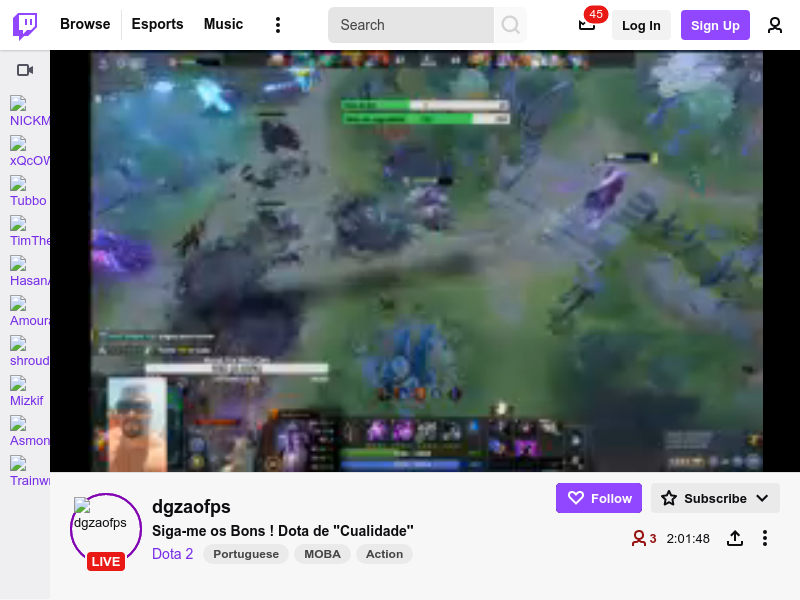 Browse
Esports
Music
Search
45
Log In
Sign Up
NICKM
xQcOW
Tubbo
TimThe
HasanA
Amoura
shroud
Mizkif
Asmon
Trainw
dgzaofps
LIVE
dgzaofps
Siga-me os Bons ! Dota de "Cualidade"
Dota 2
Portuguese
MOBA
Action
Follow
Subscribe
3
2:01:48